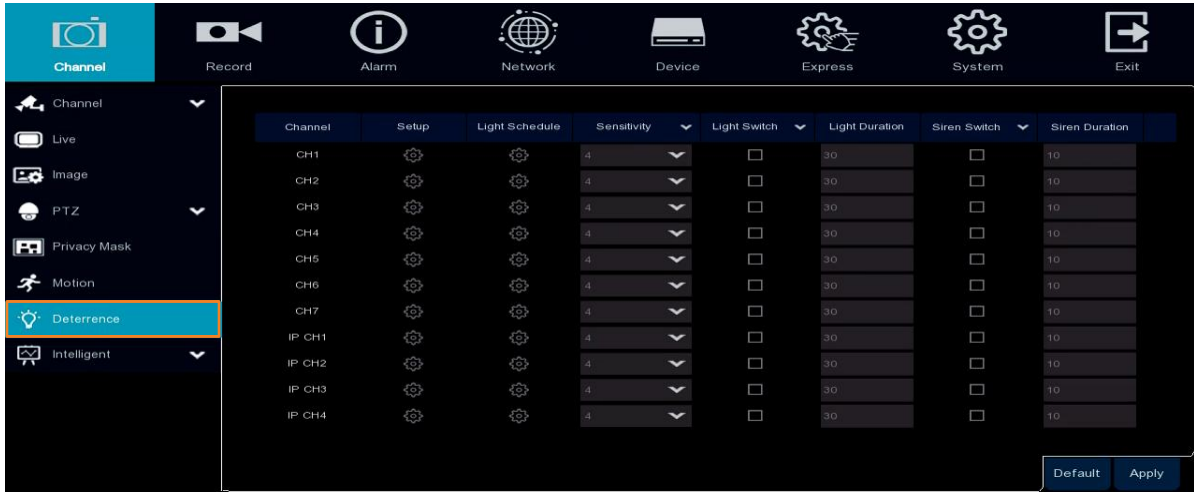 Channel Record Alarm Network Device Express System Exit
Channel
Live
Image
PTZ
Privacy Mask
Motion
Deterrence
Intelligent
Channel Setup Light Schedule Sensitivity Light Switch Light Duration Siren Switch Siren Duration
CH1 4 30 10
CH2 4 30 10
CH3 4 30 10
CH4 4 30 10
CH5 4 30 10
CH6 4 30 10
CH7 4 30 10
IP CH1 4 30 10
IP CH2 4 30 10
IP CH3 4 30 10
IP CH4 4 30 10
Default Apply